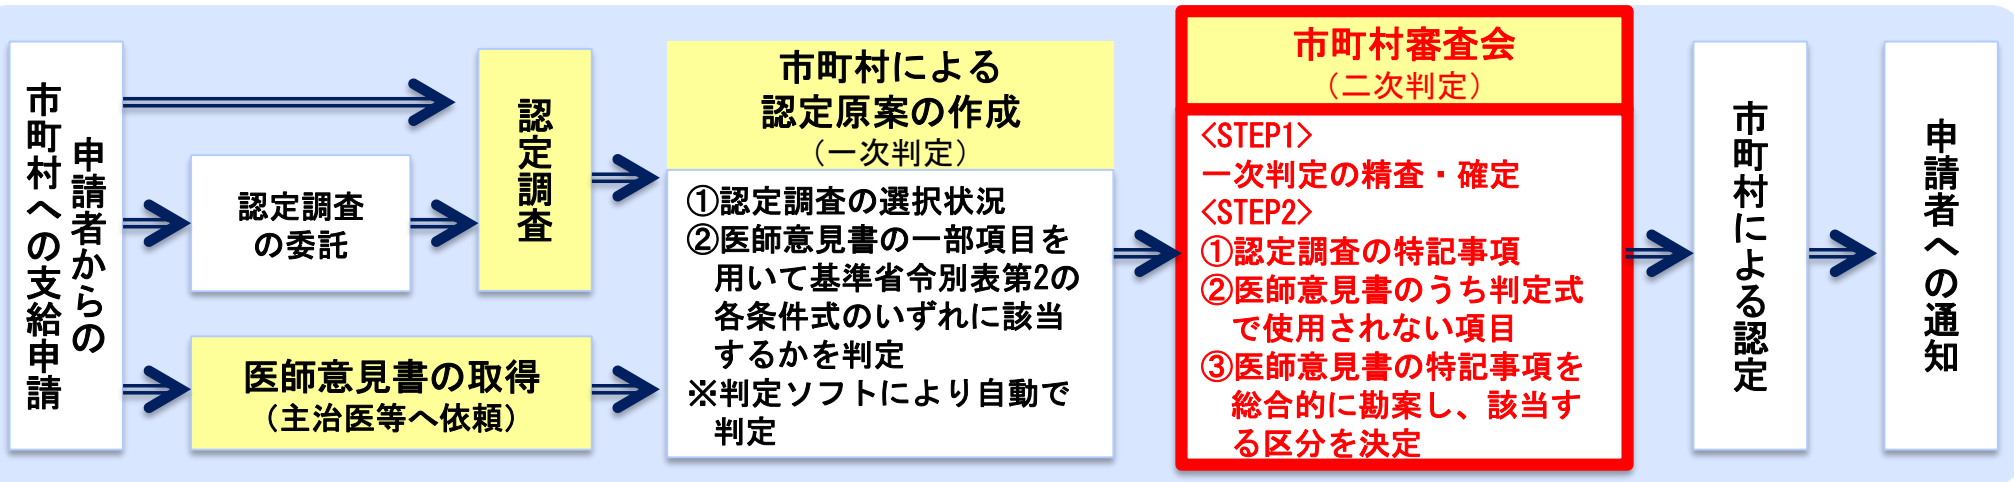 申請者からの
市町村への支給申請
認定調査
の委託
認定調査
医師意見書の取得
（主治医等へ依頼）
市町村による
認定原案の作成
（一次判定）
①認定調査の選択状況
②医師意見書の一部項目を
用いて基準省令別表第2の
各条件式のいずれに該当
するかを判定
※判定ソフトにより自動で
判定
市町村審査会
（二次判定）
<STEP1>
一次判定の精査・確定
<STEP2>
①認定調査の特記事項
②医師意見書のうち判定式
で使用されない項目
③医師意見書の特記事項を
総合的に勘案し、該当す
る区分を決定
市町村による認定
申請者への通知